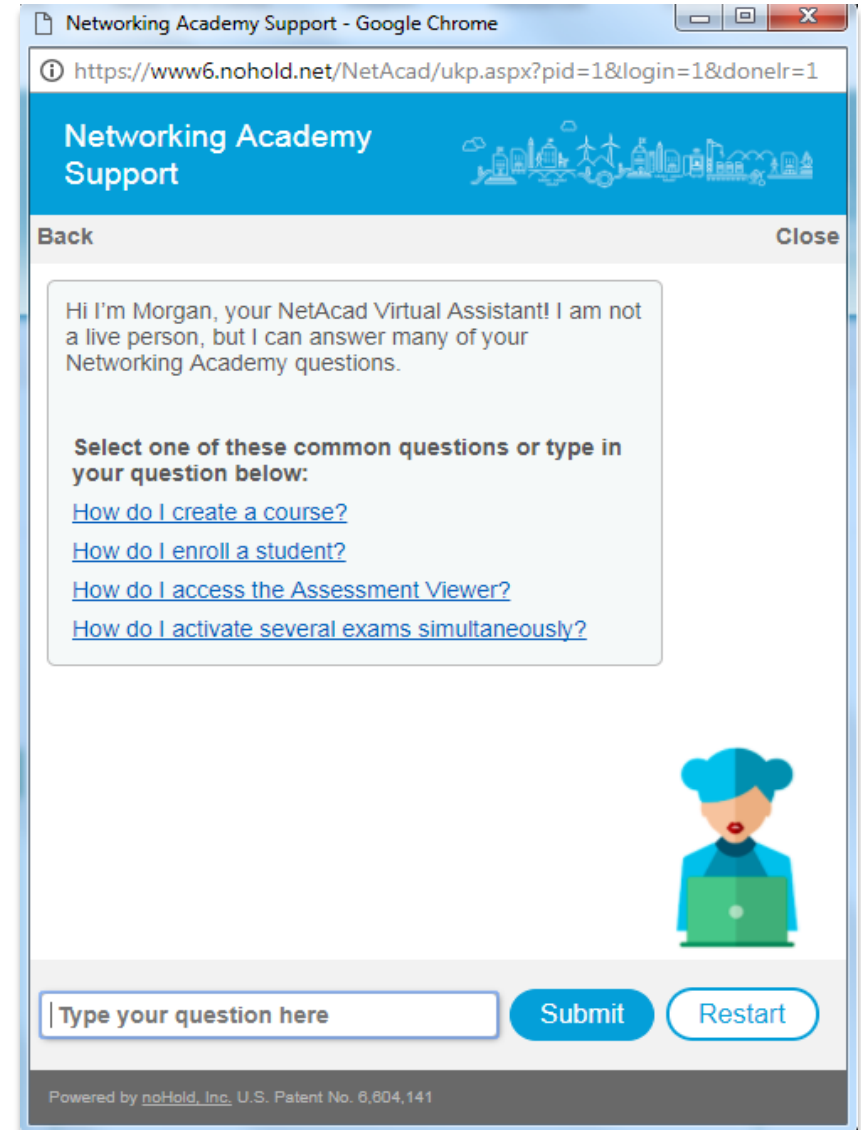 Networking Academy Support - Google Chrome
https://www6.nohold.net/NetAcad/ukp.aspx?pid=1&login=1&donelr=1
Networking Academy
Support
Back Close
Hi I'm Morgan, your NetAcad Virtual Assistant! I am not
a live person, but I can answer many of your
Networking Academy questions.
Select one of these common questions or type in
your question below:
How do I create a course?
How do I enroll a student?
How do I access the Assessment Viewer?
How do I activate several exams simultaneously?
Type your question here Submit Restart
Powered by noHold, Inc. U.S. Patent No. 6,604,141